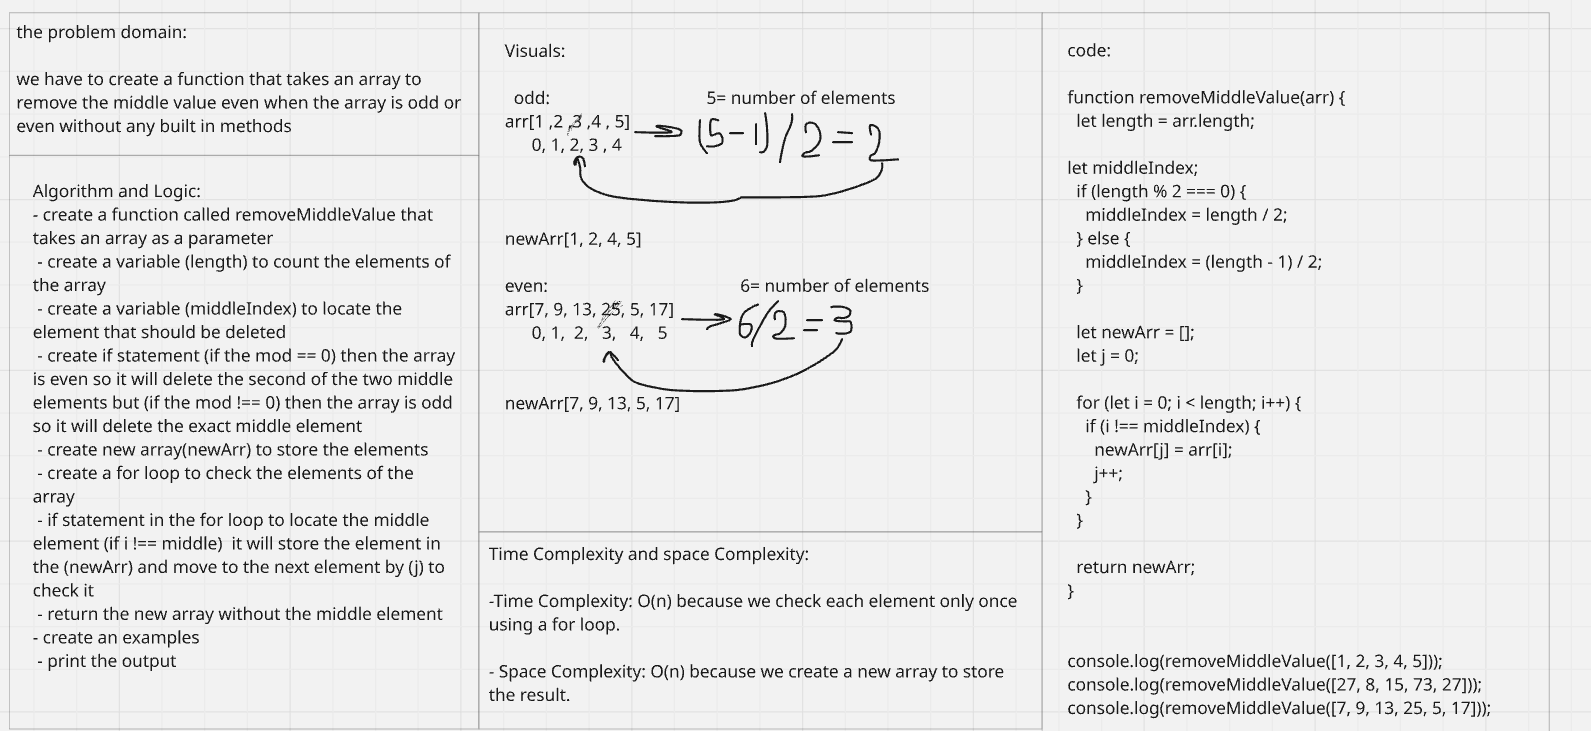 the problem domain:
we have to create a function that takes an array to
remove the middle value even when the array is odd or
even without any built in methods
Algorithm and Logic:
- create a function called removeMiddleValue that
takes an array as a parameter
- create a variable (length) to count the elements of
the array
- create a variable (middleIndex) to locate the
element that should be deleted
- create if statement (if the mod == 0) then the array
is even so it will delete the second of the two middle
elements but (if the mod !== 0) then the array is odd
so it will delete the exact middle element
- create new array(newArr) to store the elements
- create a for loop to check the elements of the
array
- if statement in the for loop to locate the middle
element (if i !== middle)  it will store the element in
the (newArr) and move to the next element by (j) to
check it
- return the new array without the middle element
- create an examples
- print the output
Visuals:
odd:
5= number of elements
arr[1 ,2 ,3 ,4 , 5]
0, 1, 2, 3 , 4
(5-1)/2=2
newArr[1, 2, 4, 5]
even:
6= number of elements
arr[7, 9, 13, 25, 5, 17]
0, 1, 2, 3, 4, 5
6/2=3
newArr[7, 9, 13, 5, 17]
Time Complexity and space Complexity:
-Time Complexity: O(n) because we check each element only once
using a for loop.
- Space Complexity: O(n) because we create a new array to store
the result.
code:
function removeMiddleValue(arr) {
let length = arr.length;
let middleIndex;
if (length % 2 === 0) {
middleIndex = length / 2;
} else {
middleIndex = (length - 1) / 2;
}
let newArr = [];
let j = 0;
for (let i = 0; i < length; i++) {
if (i !== middleIndex) {
newArr[j] = arr[i];
j++;
}
}
return newArr;
}
console.log(removeMiddleValue([1, 2, 3, 4, 5]));
console.log(removeMiddleValue([27, 8, 15, 73, 27]));
console.log(removeMiddleValue([7, 9, 13, 25, 5, 17]));